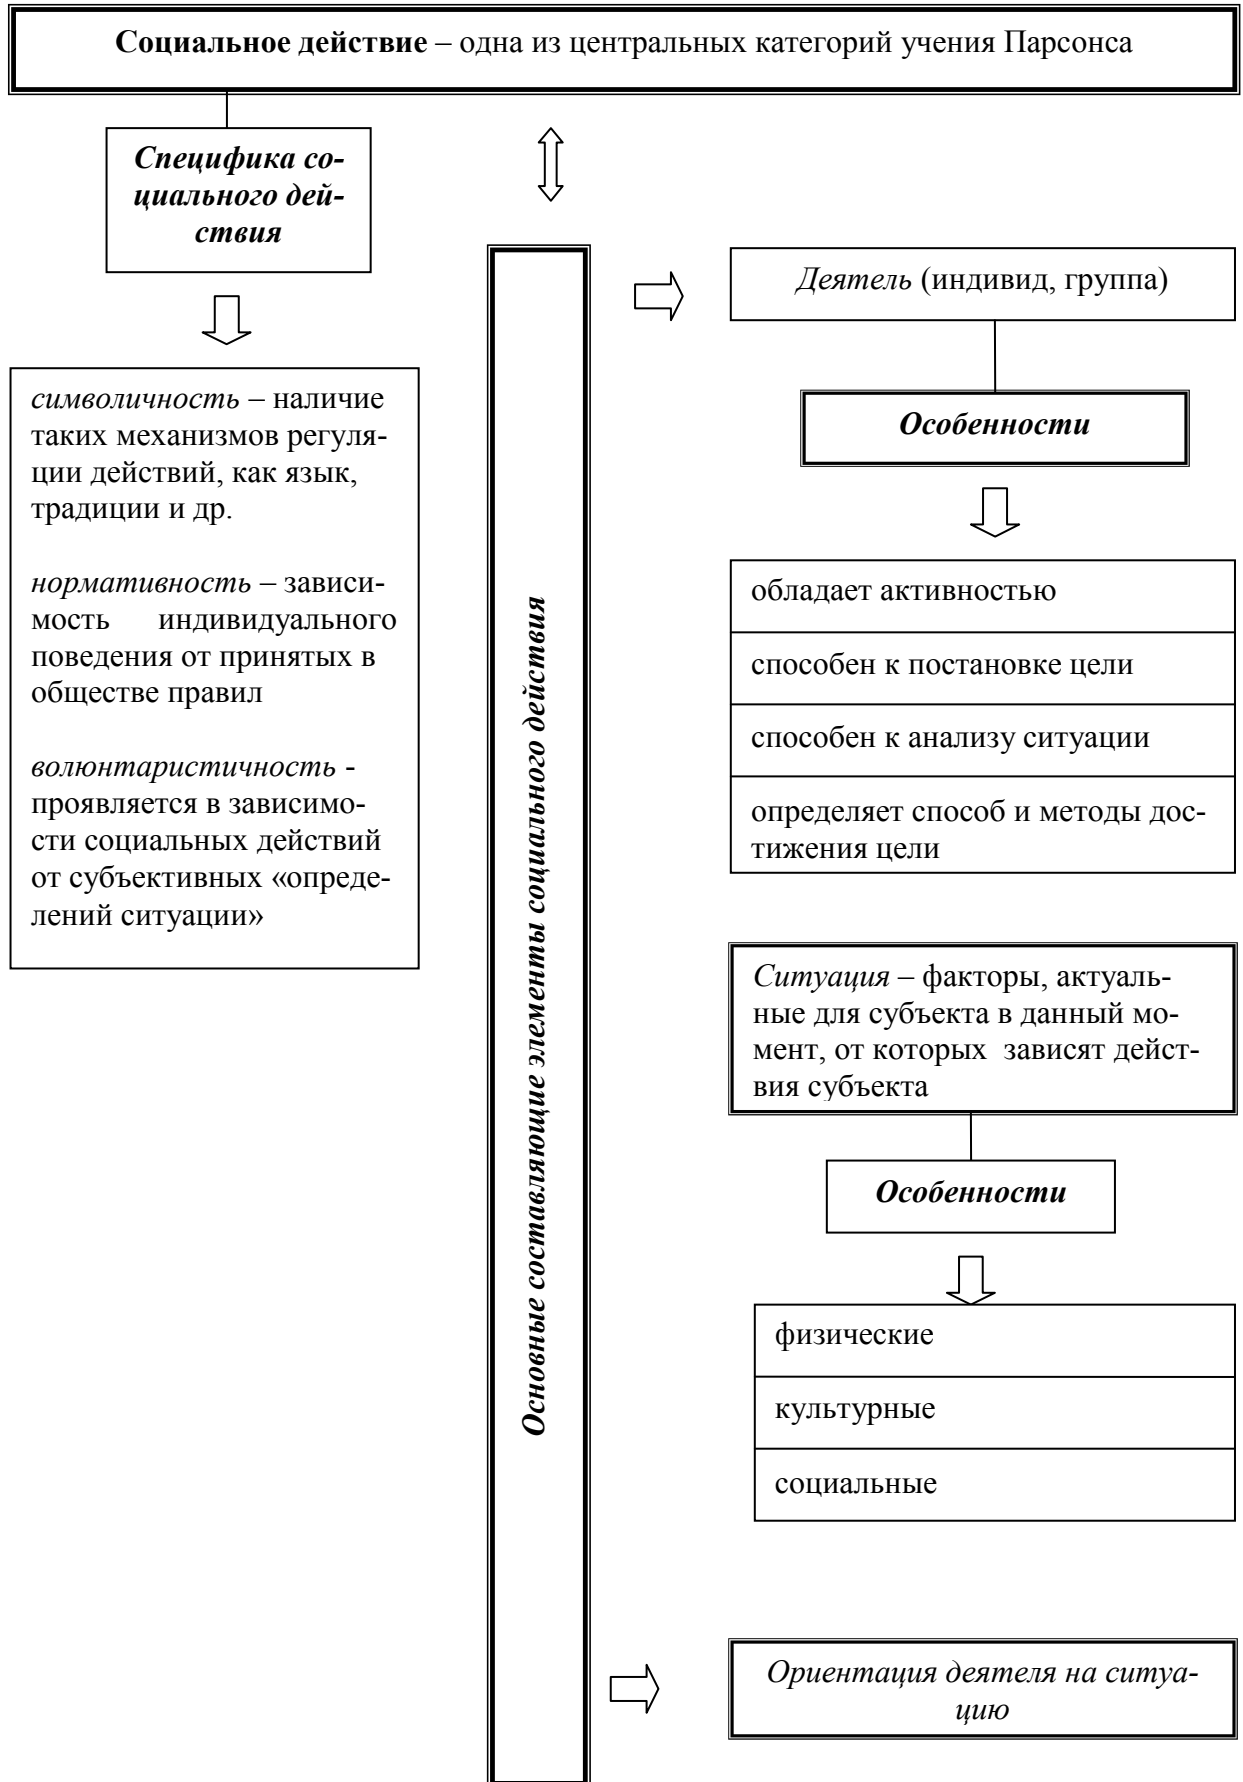 Социальное действие – одна из центральных категорий учения Парсонса
Специфика со-
циального дей-
ствия
символичность – наличие
таких механизмов регуля-
ции действий, как язык,
традиции и др.
нормативность – зависи-
мость индивидуального
поведения от принятых в
обществе правил
волюнтаристичность -
проявляется в зависимо-
сти социальных действий
от субъективных «опреде-
лений ситуации»
Основные составляющие элементы социального действия
Деятель (индивид, группа)
Особенности
обладает активностью
способен к постановке цели
способен к анализу ситуации
определяет способ и методы дос-
тижения цели
Ситуация – факторы, актуаль-
ные для субъекта в данный мо-
мент, от которых зависят дейст-
вия субъекта
Особенности
физические
культурные
социальные
Ориентация деятеля на ситуа-
цию